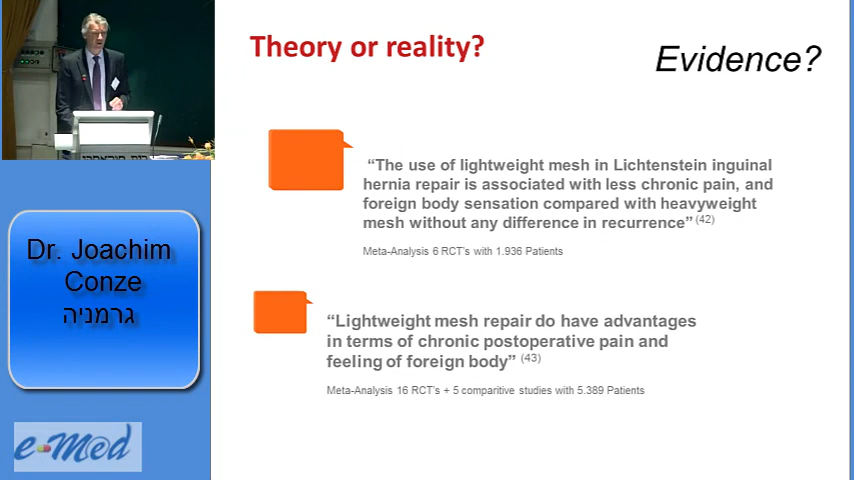 Theory or reality?
Evidence?
“The use of lightweight mesh in Lichtenstein inguinal
hernia repair is associated with less chronic pain, and
foreign body sensation compared with heavyweight
mesh without any difference in recurrence” (42)
Meta-Analysis 6 RCT's with 1.936 Patients
“Lightweight mesh repair do have advantages
in terms of chronic postoperative pain and
feeling of foreign body” (43)
Meta-Analysis 16 RCT's + 5 comparitive studies with 5.389 Patients
Dr. Joachim
Conze
גרמניה
e-Med